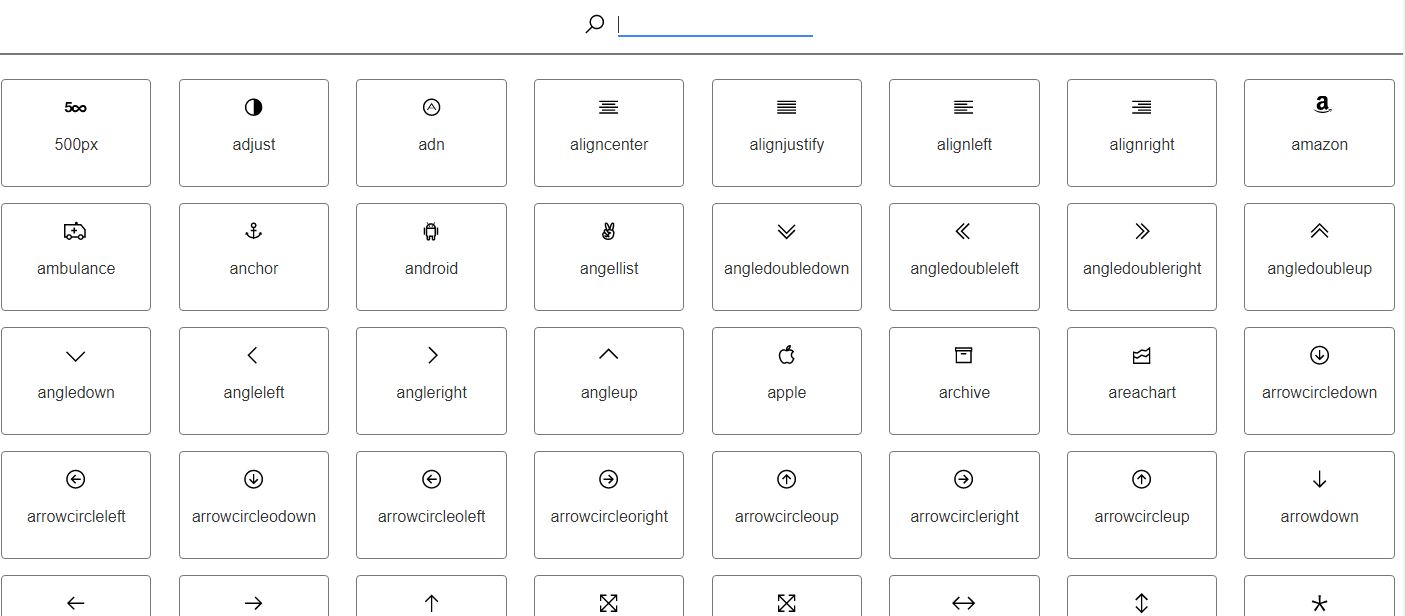 500px adjust adn aligncenter alignjustify alignleft alignright amazon
ambulance anchor android angellist angledoubledown angledoubleleft angledoubleright angledoubleup
angledown angleleft angleright angleup apple archive areachart arrowcircledown
arrowcircleleft arrowcircleodown arrowcircleoleft arrowcircleoright arrowcircleoup arrowcircleright arrowcircleup arrowdown